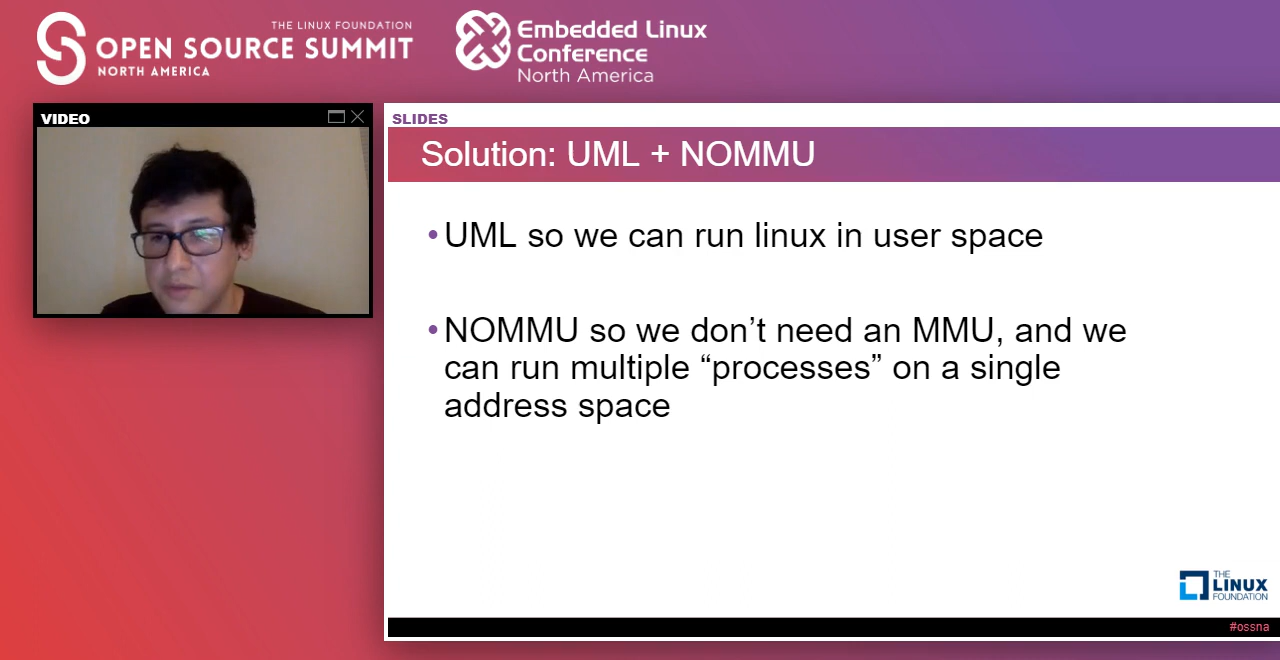 THE LINUX FOUNDATION
OPEN SOURCE SUMMIT
NORTH AMERICA
Embedded Linux
Conference
North America
VIDEO
SLIDES
Solution: UML + NOMMU
•UML so we can run linux in user space
•NOMMU so we don’t need an MMU, and we
can run multiple “processes” on a single
address space
THE
LINUX
FOUNDATION
#ossna